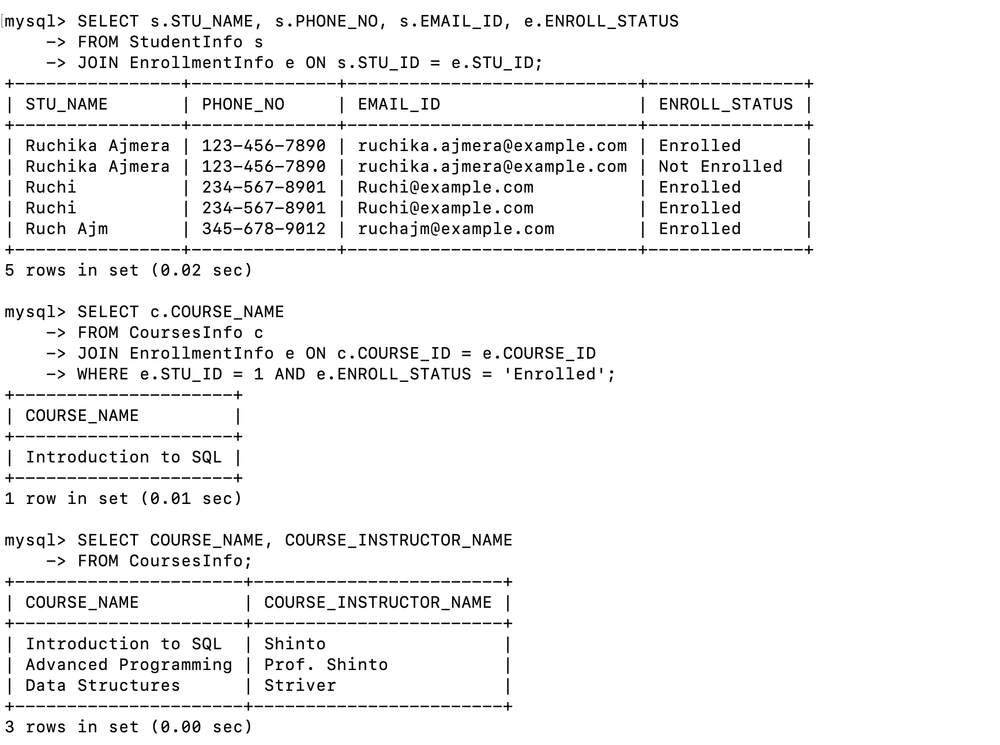 mysql> SELECT s.STU_NAME, s.PHONE_NO, s.EMAIL_ID, e.ENROLL_STATUS
    -> FROM StudentInfo s
    -> JOIN EnrollmentInfo e ON s.STU_ID = e.STU_ID;
+----------------+--------------+----------------------------+---------------+
| STU_NAME       | PHONE_NO     | EMAIL_ID                   | ENROLL_STATUS |
+----------------+--------------+----------------------------+---------------+
| Ruchika Ajmera | 123-456-7890 | ruchika.ajmera@example.com | Enrolled      |
| Ruchika Ajmera | 123-456-7890 | ruchika.ajmera@example.com | Not Enrolled  |
| Ruchi          | 234-567-8901 | Ruchi@example.com          | Enrolled      |
| Ruchi          | 234-567-8901 | Ruchi@example.com          | Enrolled      |
| Ruch Ajm       | 345-678-9012 | ruchajm@example.com        | Enrolled      |
+----------------+--------------+----------------------------+---------------+
5 rows in set (0.02 sec)

mysql> SELECT c.COURSE_NAME
    -> FROM CoursesInfo c
    -> JOIN EnrollmentInfo e ON c.COURSE_ID = e.COURSE_ID
    -> WHERE e.STU_ID = 1 AND e.ENROLL_STATUS = 'Enrolled';
+---------------------+
| COURSE_NAME         |
+---------------------+
| Introduction to SQL |
+---------------------+
1 row in set (0.01 sec)

mysql> SELECT COURSE_NAME, COURSE_INSTRUCTOR_NAME
    -> FROM CoursesInfo;
+----------------------+------------------------+
| COURSE_NAME          | COURSE_INSTRUCTOR_NAME |
+----------------------+------------------------+
| Introduction to SQL  | Shinto                 |
| Advanced Programming | Prof. Shinto           |
| Data Structures      | Striver                |
+----------------------+------------------------+
3 rows in set (0.00 sec)